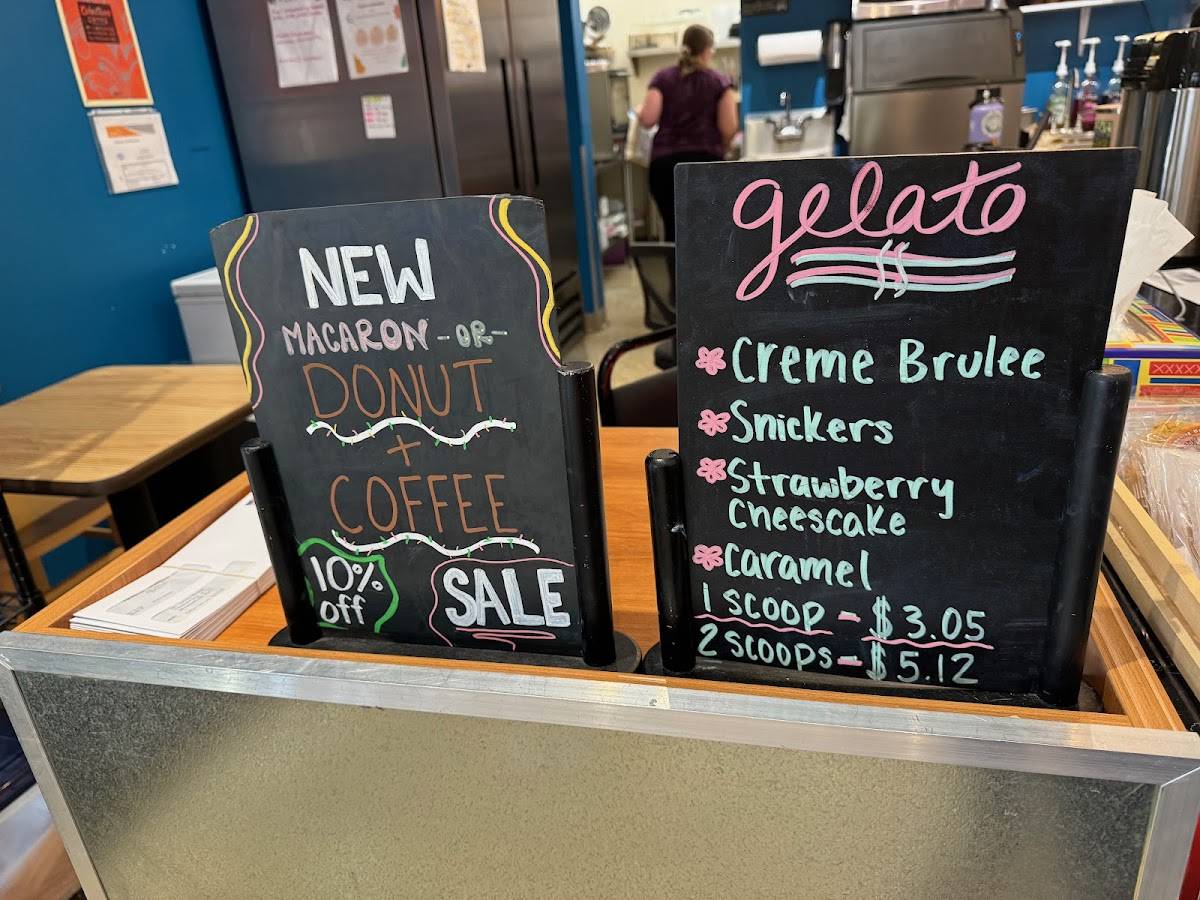 NEW
MACARON -OR-
DONUT
+
COFFEE
10%
off
SALE
gelato
Creme Brulee
Snickers
Strawberry
Cheescake
Caramel
1 scoop - $3.05
2 scoops - $5.12